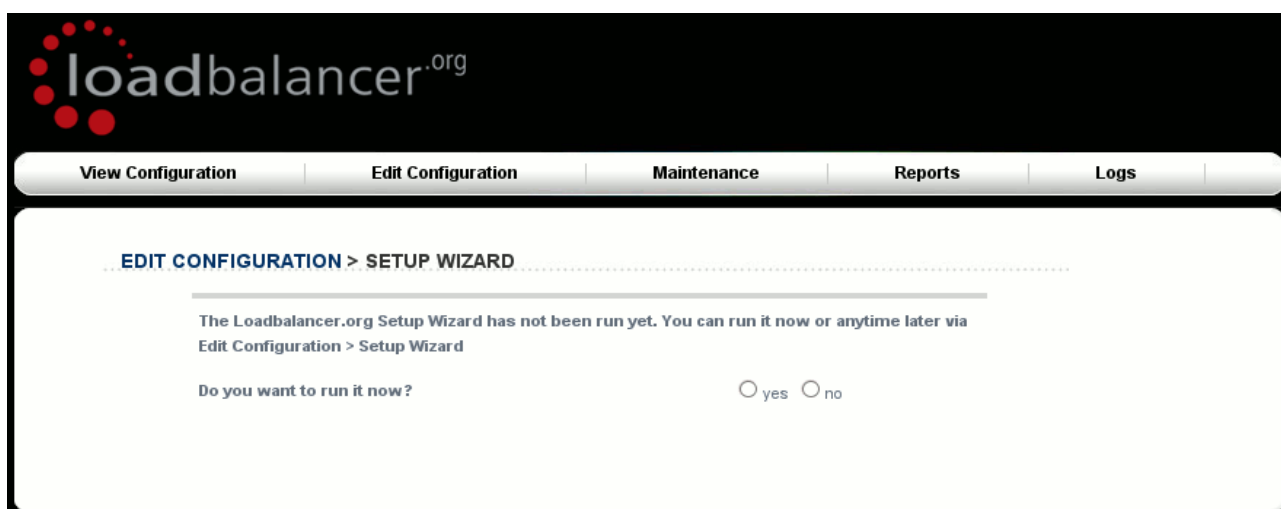 loadbalancer.org
View Configuration
Edit Configuration
Maintenance
Reports
Logs
EDIT CONFIGURATION > SETUP WIZARD
The Loadbalancer.org Setup Wizard has not been run yet. You can run it now or anytime later via
Edit Configuration > Setup Wizard
Do you want to run it now?
yes
no